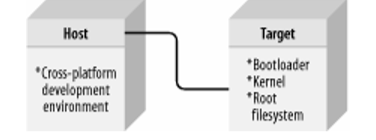 Host
*Cross-platform
development
environment
Target
*Bootloader
*Kernel
*Root
filesystem